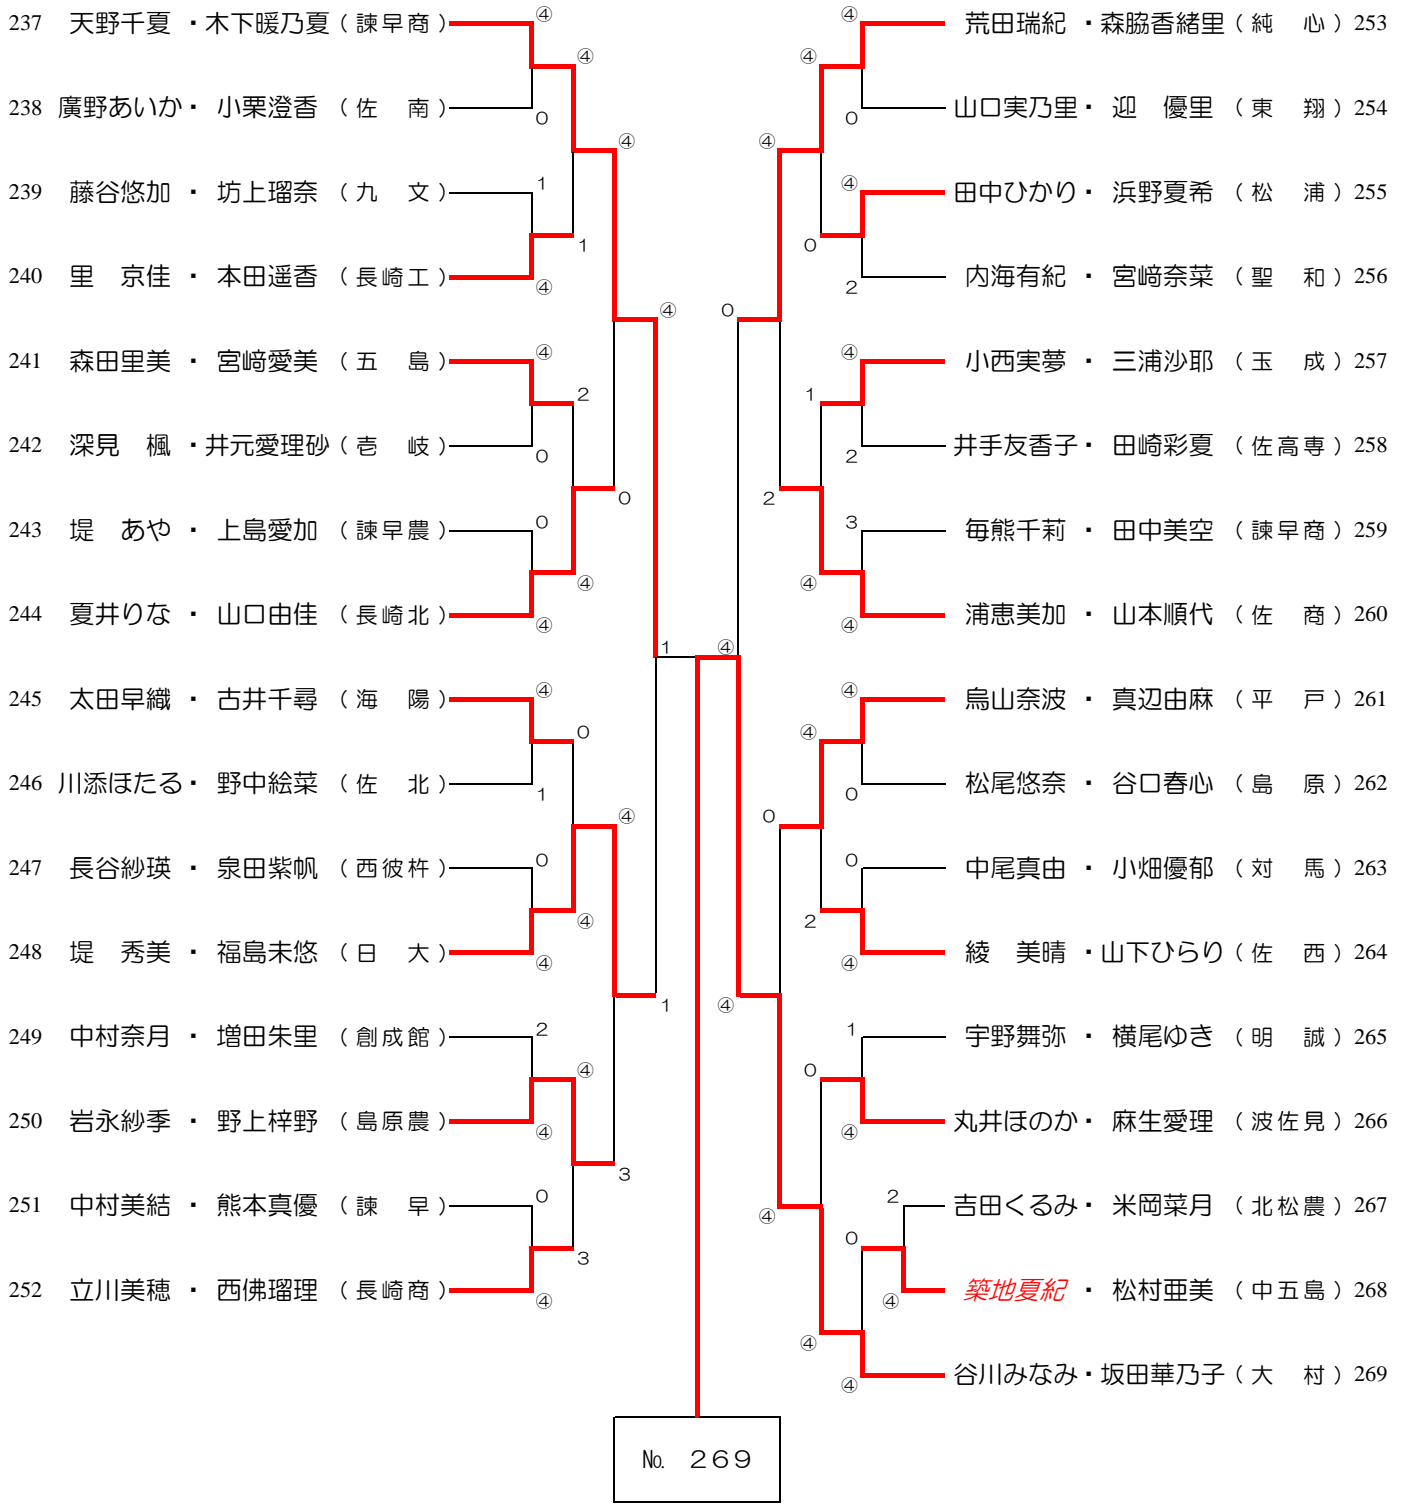 237 天野千夏 ・木下暖乃夏（諫早商） ④ ④ 荒田瑞紀 ・森脇香緒里（純　心）253
④ ④
238 廣野あいか・ 小栗澄香 （佐　南） 0 0 山口実乃里・ 迎　優里 （東　翔）254
④ ④
239 藤谷悠加 ・ 坊上瑠奈 （九　文） 1 ④ 田中ひかり・ 浜野夏希 （松　浦）255
1 0
240 里　京佳 ・ 本田遥香 （長崎工） ④ 2 内海有紀 ・ 宮﨑奈菜 （聖　和）256
④ 0
241 森田里美 ・ 宮﨑愛美 （五　島） ④ ④ 小西実夢 ・ 三浦沙耶 （玉　成）257
2 1
242 深見　楓 ・井元愛理砂（壱　岐） 0 2 井手友香子・ 田崎彩夏 （佐高専）258
0 2
243 堤　あや ・ 上島愛加 （諫早農） 0 3 毎熊千莉 ・ 田中美空 （諫早商）259
④ ④
244 夏井りな ・ 山口由佳 （長崎北） ④ ④ 浦恵美加 ・ 山本順代 （佐　商）260
1 ④
245 太田早織 ・ 古井千尋 （海　陽） ④ ④ 鳥山奈波 ・ 真辺由麻 （平　戸）261
0 ④
246 川添ほたる・ 野中絵菜 （佐　北） 1 0 松尾悠奈 ・ 谷口春心 （島　原）262
④ 0
247 長谷紗瑛 ・ 泉田紫帆 （西彼杵） 0 0 中尾真由 ・ 小畑優郁 （対　馬）263
④ 2
248 堤　秀美 ・ 福島未悠 （日　大） ④ ④ 綾　美晴 ・山下ひらり（佐　西）264
1 ④
249 中村奈月 ・ 増田朱里 （創成館） 2 1 宇野舞弥 ・ 横尾ゆき （明　誠）265
④ 0
250 岩永紗季 ・ 野上梓野 （島原農） ④ ④ 丸井ほのか・ 麻生愛理 （波佐見）266
3
251 中村美結 ・ 熊本真優 （諫　早） 0 2 吉田くるみ・ 米岡菜月 （北松農）267
④
3 0
252 立川美穂 ・ 西佛瑠理 （長崎商） ④ ④ 築地夏紀 ・ 松村亜美 （中五島）268
④
④ 谷川みなみ・坂田華乃子（大　村）269
№ 269